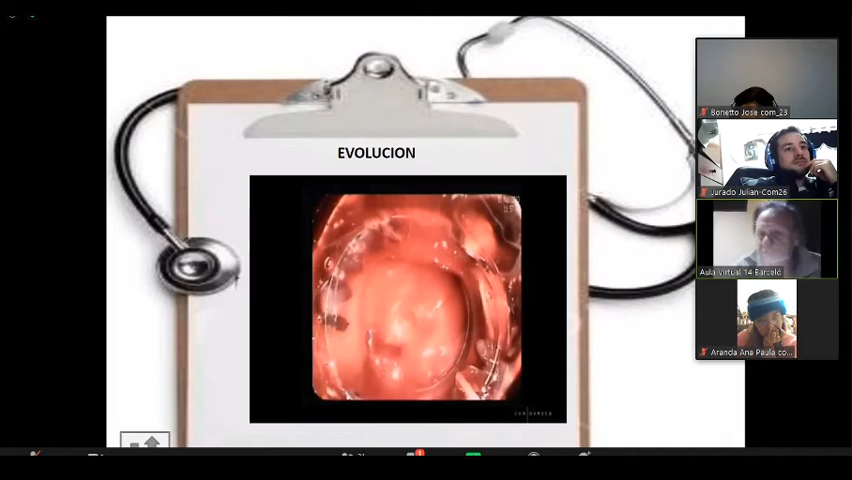 EVOLUCION
Bonetto Jose com_23
Jurado Julian-Com26
Aula Virtual 14 Barceló
Aranda Ana Paula co...